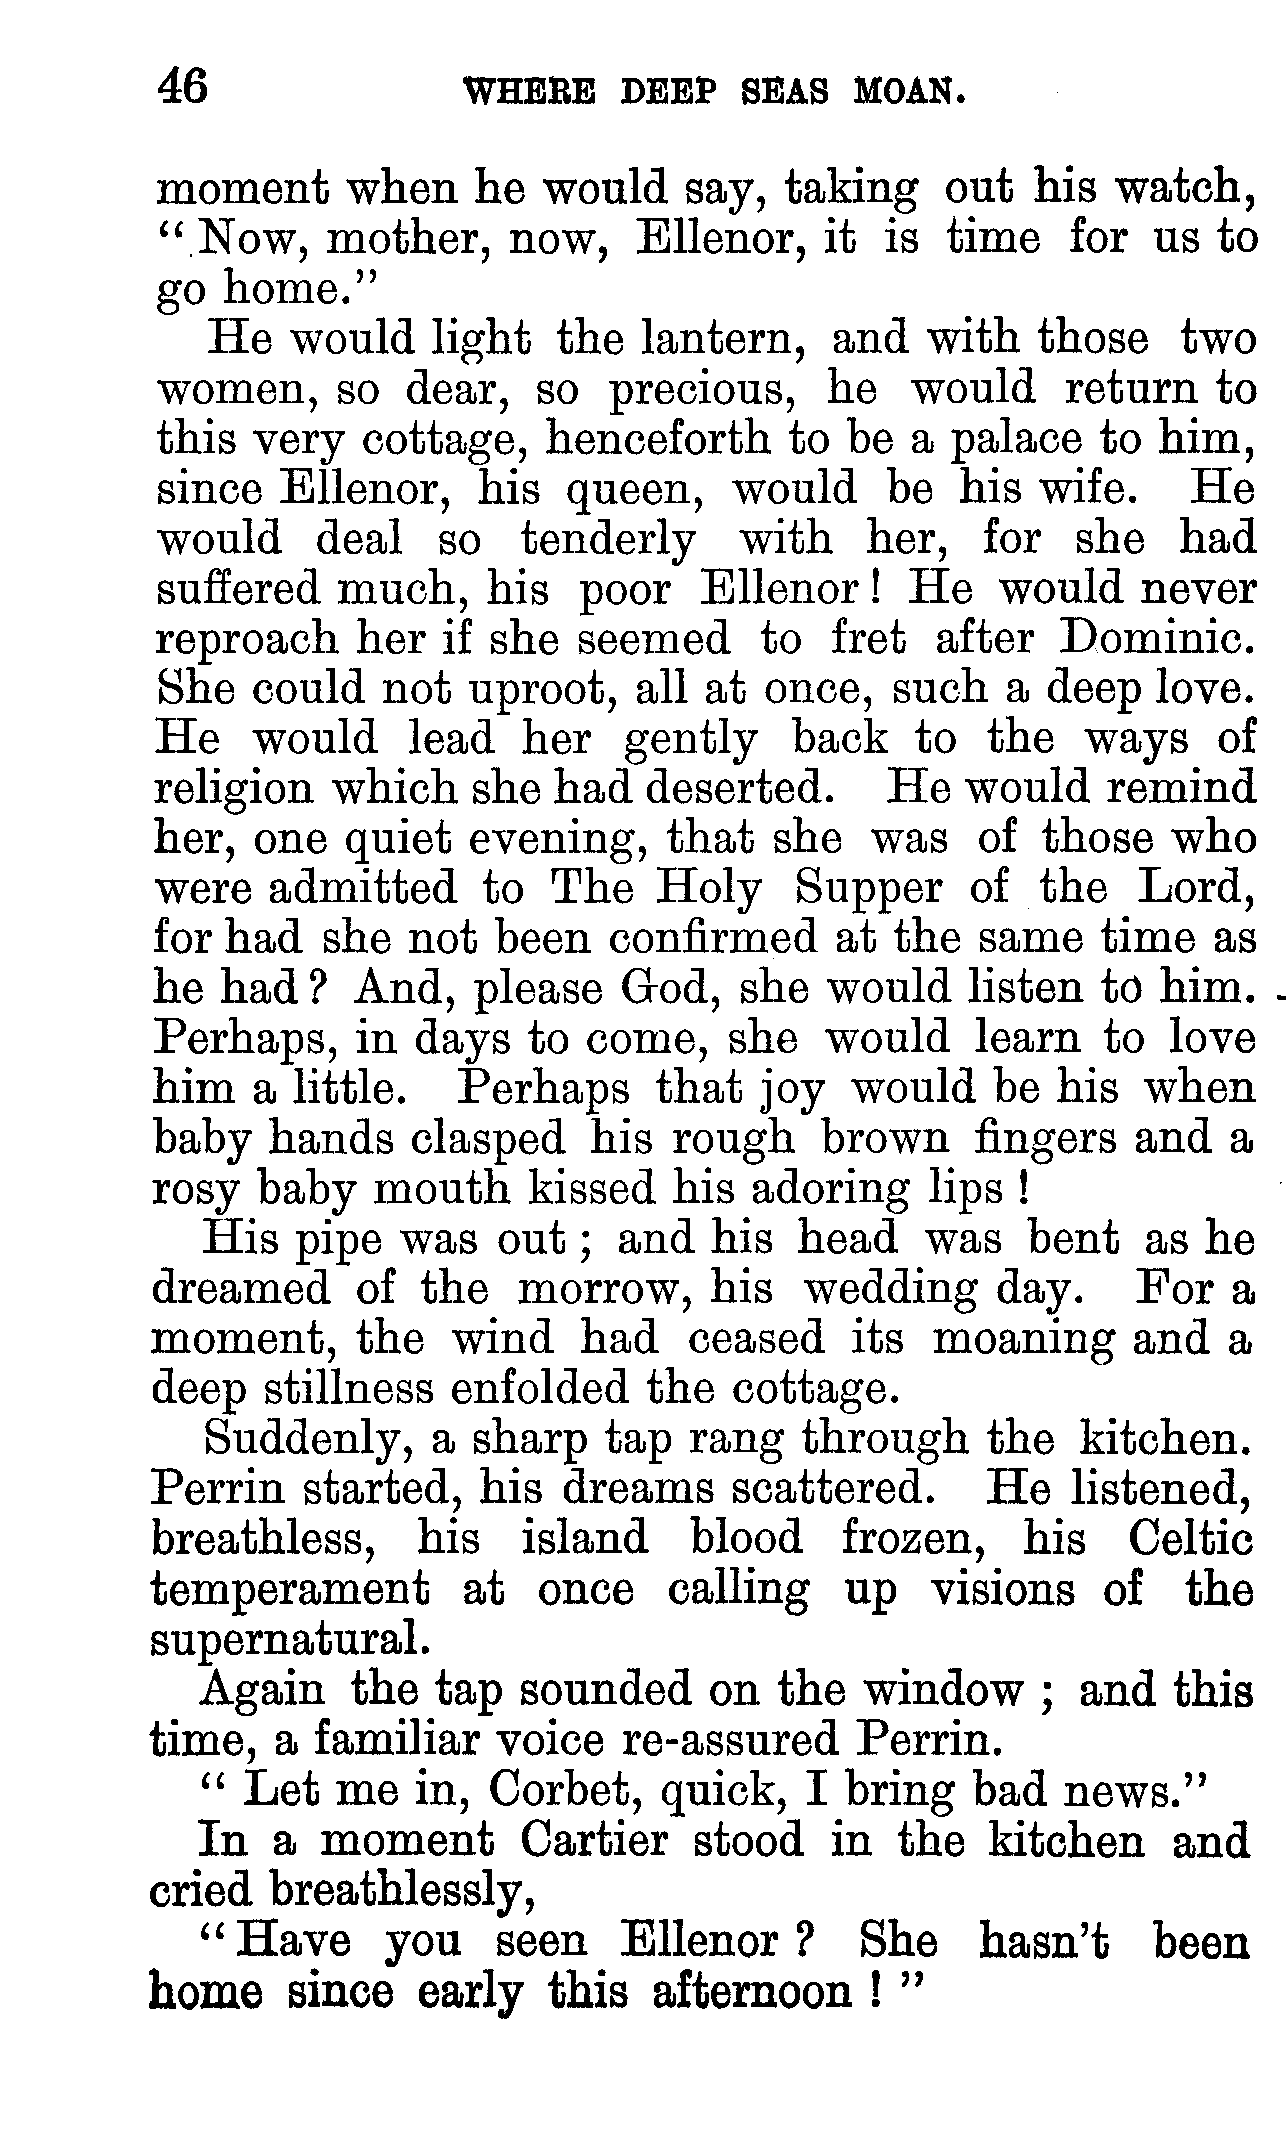 46 WHERE DEEP SEAS MOAN.
moment when he would say, taking out his watch,
“ Now, mother, now, Ellenor, it is time for us to
go home.”
He would light the lantern, and with those two
women, so dear, so precious, he would return to
this very cottage, henceforth to be a palace to him,
since Ellenor, his queen, would be his wife. He
would deal so tenderly with her, for she had
suffered much, his poor Ellenor ! He would never
reproach her if she seemed to fret after Dominic.
She could not uproot, all at once, such a deep love.
He would lead her gently back to the ways of
religion which she had deserted. He would remind
her, one quiet evening, that she was of those who
were admitted to The Holy Supper of the Lord,
for had she not been confirmed at the same time as
he had ? And, please God, she would listen to him.
Perhaps, in days to come, she would learn to love
him a little. Perhaps that joy would be his when
baby hands clasped his rough brown fingers and a
rosy baby mouth kissed his adoring lips !
His pipe was out ; and his head was bent as he
dreamed of the morrow, his wedding day. For a
moment, the wind had ceased its moaning and a
deep stillness enfolded the cottage.
Suddenly, a sharp tap rang through the kitchen.
Perrin started, his dreams scattered. He listened,
breathless, his island blood frozen, his Celtic
temperament at once calling up visions of the
supernatural.
Again the tap sounded on the window ; and this
time, a familiar voice re-assured Perrin.
“ Let me in, Corbet, quick, I bring bad news.”
In a moment Cartier stood in the kitchen and
cried breathlessly,
“ Have you seen Ellenor ? She hasn’t been
home since early this afternoon ! ”